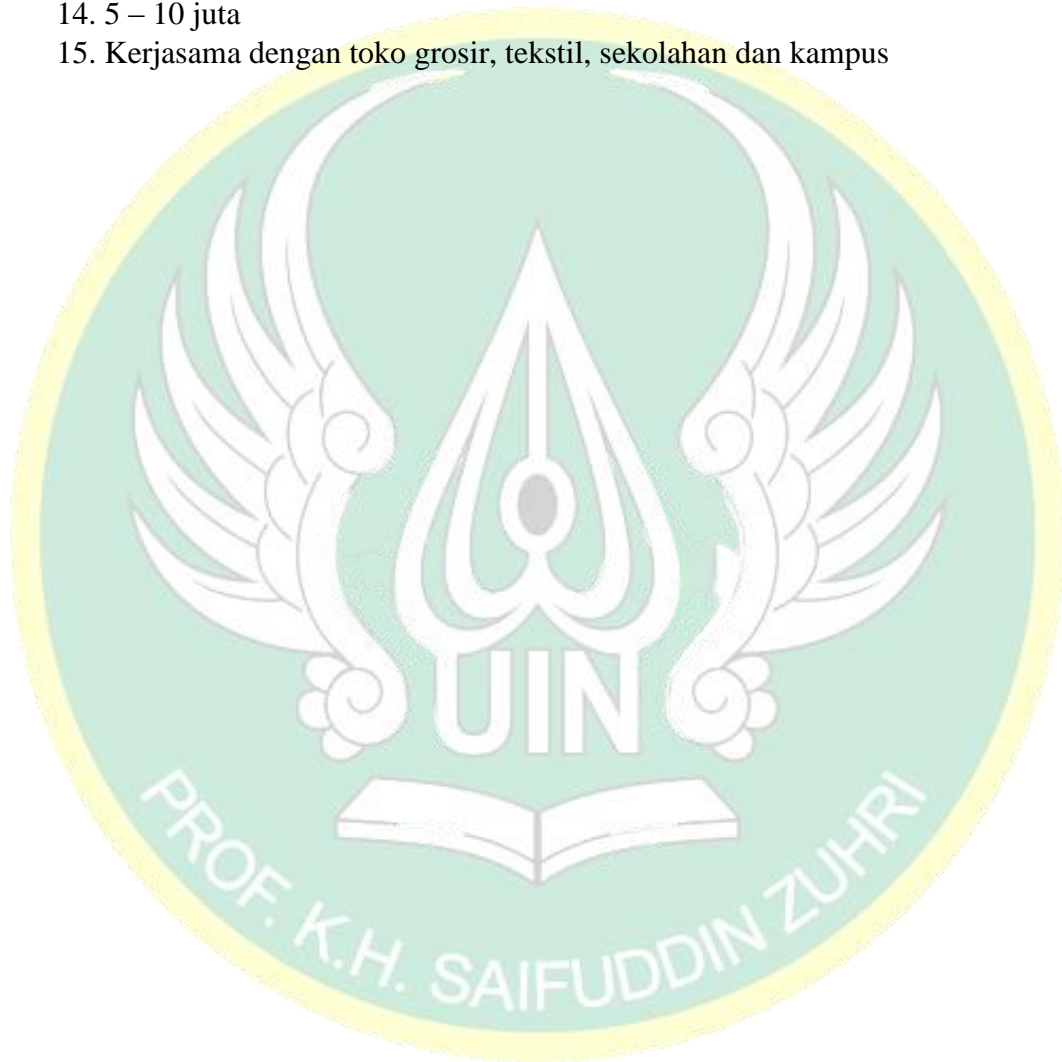 14. 5 – 10 juta
15. Kerjasama dengan toko grosir, tekstil, sekolahan dan kampus
UIN
PROF. K.H. SAIFUDDIN ZUHRI